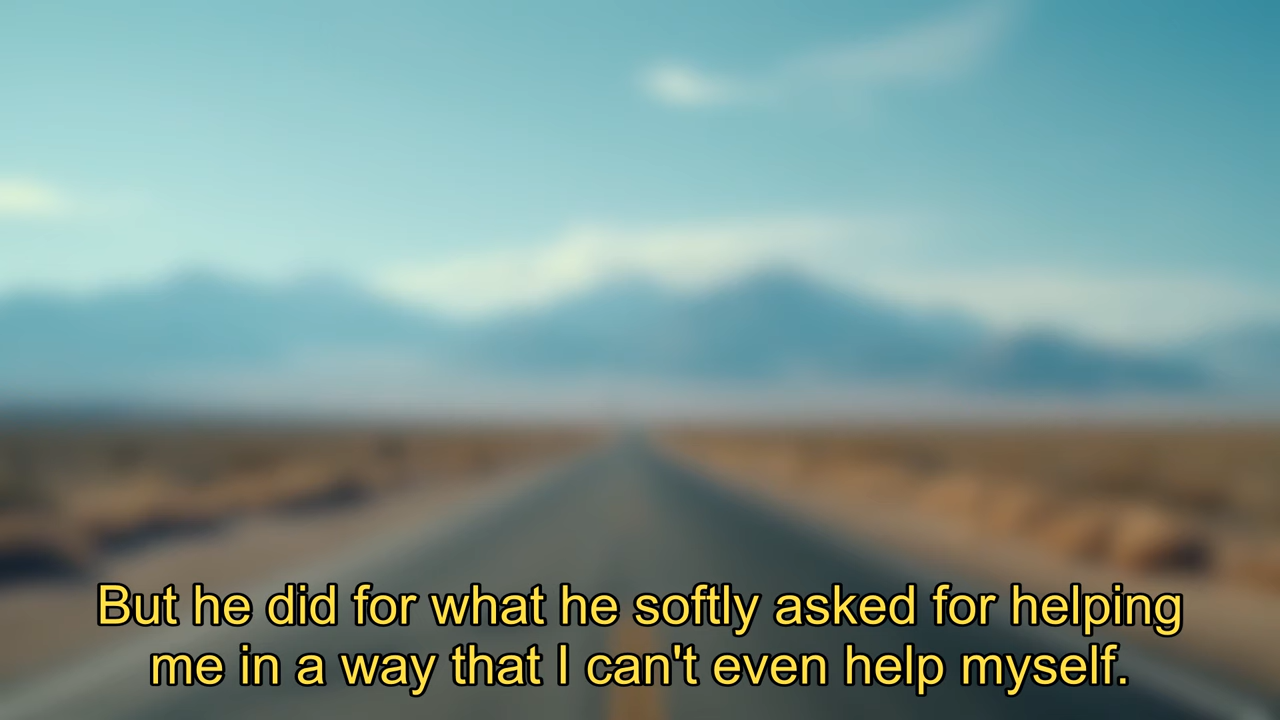 But he did for what he softly asked for helping
me in a way that I can't even help myself.